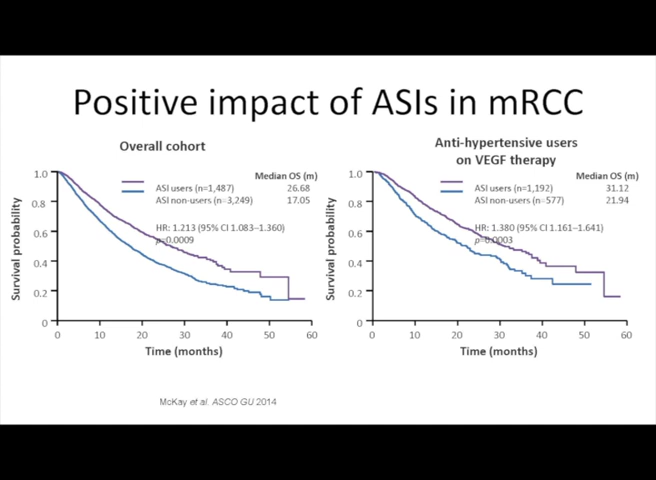 Positive impact of ASIs in mRCC
Overall cohort
Median OS (m)
ASI users (n=1,487) 26.68
ASI non-users (n=3,249) 17.05
HR: 1.213 (95% CI 1.083–1.360)
p=0.0009
Survival probability
1.0
0.8
0.6
0.4
0.2
0
0 10 20 30 40 50 60
Time (months)
Anti-hypertensive users
on VEGF therapy
Median OS (m)
ASI users (n=1,192) 31.12
ASI non-users (n=577) 21.94
HR: 1.380 (95% CI 1.161–1.641)
p=0.0003
Survival probability
1.0
0.8
0.6
0.4
0.2
0
0 10 20 30 40 50 60
Time (months)
McKay et al. ASCO GU 2014